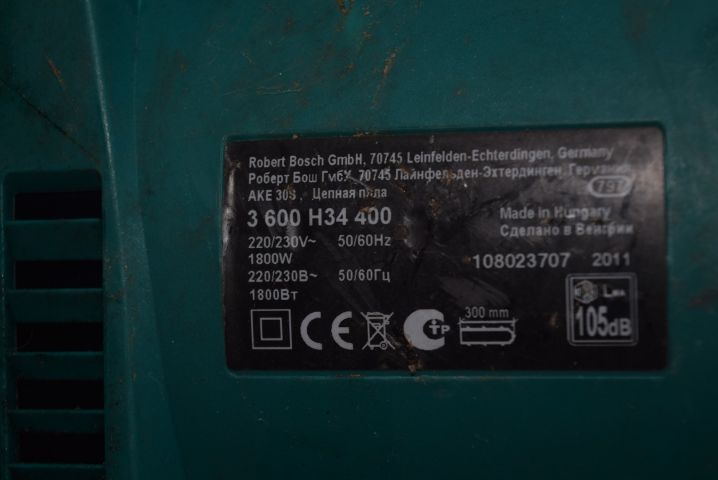 Robert Bosch GmbH, 70745 Leinfelden-Echterdingen, Germany
Роберт Бош ГмбХ, 70745 Лайнфельден-Эхтердинген, Германия
797
AKE 30S, Цепная пила
3 600 H34 400
Made in Hungary
Сделано в Венгрии
220/230V~ 50/60Hz
1800W
108023707 2011
220/230В~ 50/60Гц
1800Вт
CE
300 mm
105dB